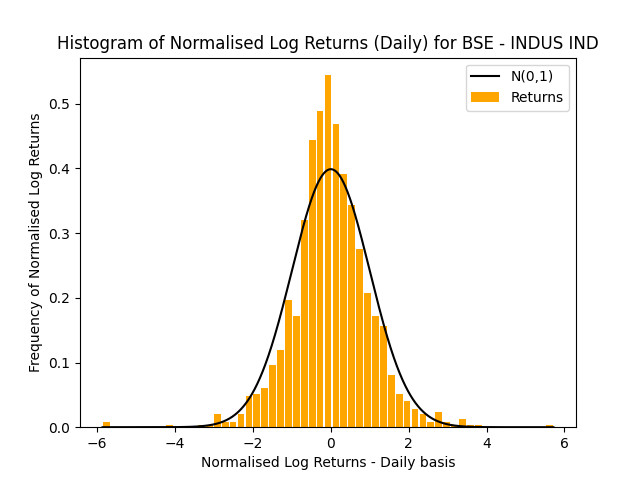 Histogram of Normalised Log Returns (Daily) for BSE - INDUS IND
N(0,1)
Returns
Frequency of Normalised Log Returns
0.5
0.4
0.3
0.2
0.1
0.0
−6 −4 −2 0 2 4 6
Normalised Log Returns - Daily basis